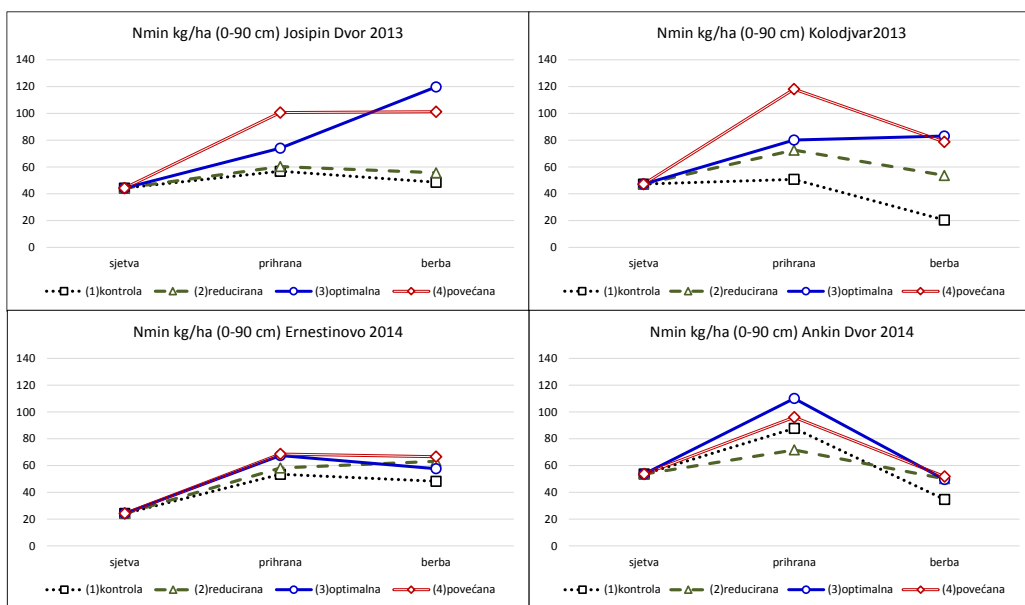 Nmin kg/ha (0-90 cm) Josipin Dvor 2013
140
120
100
80
60
40
20
0
sjetva prihrana berba
(1)kontrola (2)reducirana (3)optimalna (4)povećana
Nmin kg/ha (0-90 cm) Kolodjvar2013
140
120
100
80
60
40
20
0
sjetva prihrana berba
(1)kontrola (2)reducirana (3)optimalna (4)povećana
Nmin kg/ha (0-90 cm) Ernestinovo 2014
140
120
100
80
60
40
20
0
sjetva prihrana berba
(1)kontrola (2)reducirana (3)optimalna (4)povećana
Nmin kg/ha (0-90 cm) Ankin Dvor 2014
140
120
100
80
60
40
20
0
sjetva prihrana berba
(1)kontrola (2)reducirana (3)optimalna (4)povećana